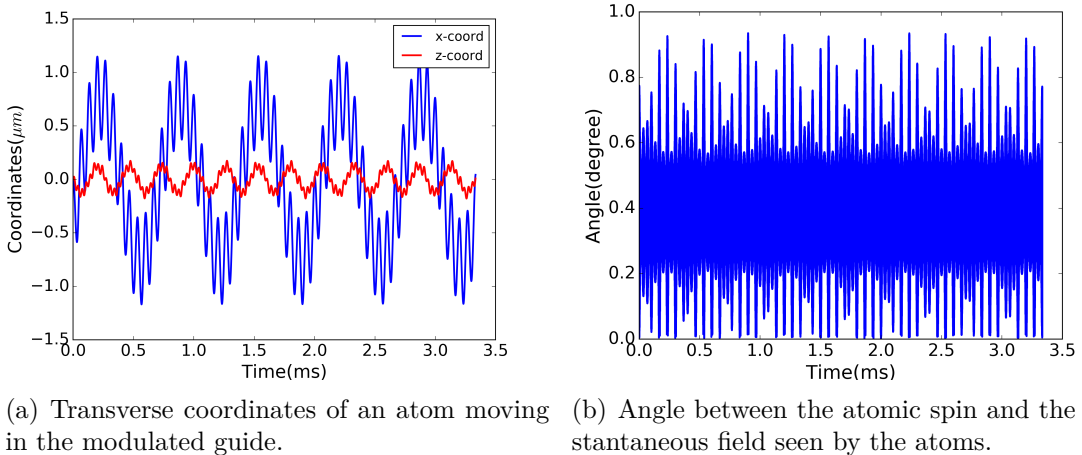 1.5
1.0
0.5
0.0
−0.5
−1.0
−1.5
Coordinates(μm)
x-coord
z-coord
0.0 0.5 1.0 1.5 2.0 2.5 3.0 3.5
Time(ms)
1.0
0.8
0.6
0.4
0.2
0.0
Angle(degree)
0.0 0.5 1.0 1.5 2.0 2.5 3.0 3.5
Time(ms)
(a) Transverse coordinates of an atom moving
in the modulated guide.
(b) Angle between the atomic spin and the
stantaneous field seen by the atoms.